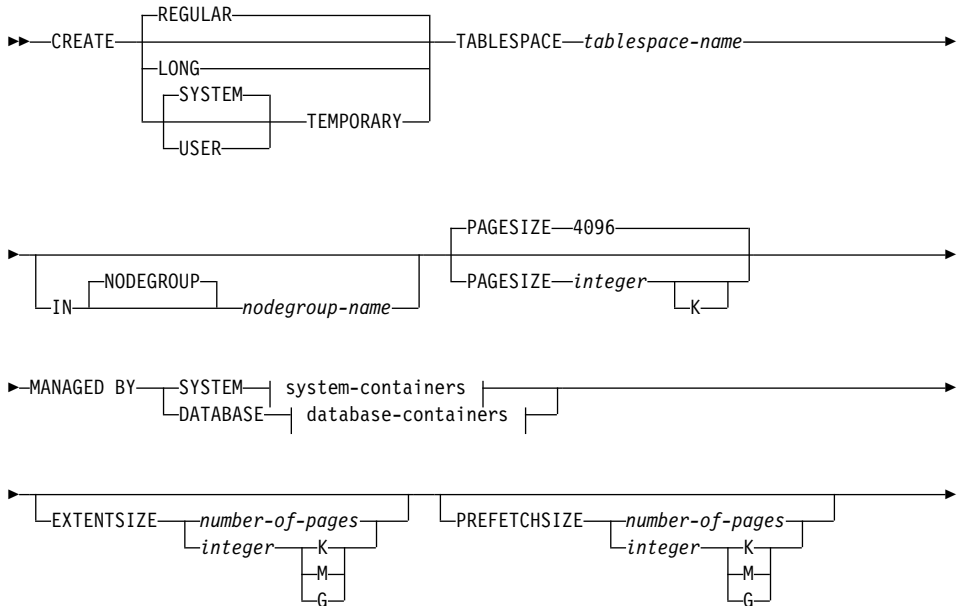 REGULAR
CREATE TABLESPACE tablespace-name
LONG
SYSTEM
TEMPORARY
USER
PAGESIZE 4096
NODEGROUP PAGESIZE integer
IN nodegroup-name K
MANAGED BY SYSTEM system-containers
DATABASE database-containers
EXTENTSIZE number-of-pages PREFETCHSIZE number-of-pages
integer K integer K
M M
G G